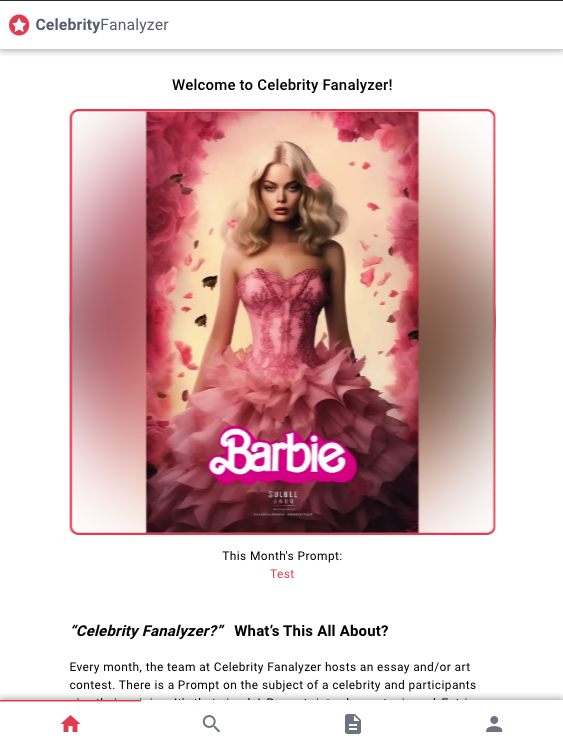 CelebrityFanalyzer
Welcome to Celebrity Fanalyzer!
Barbie
This Month's Prompt:
Test
“Celebrity Fanalyzer?” What’s This All About?
Every month, the team at Celebrity Fanalyzer hosts an essay and/or art
contest. There is a Prompt on the subject of a celebrity and participants